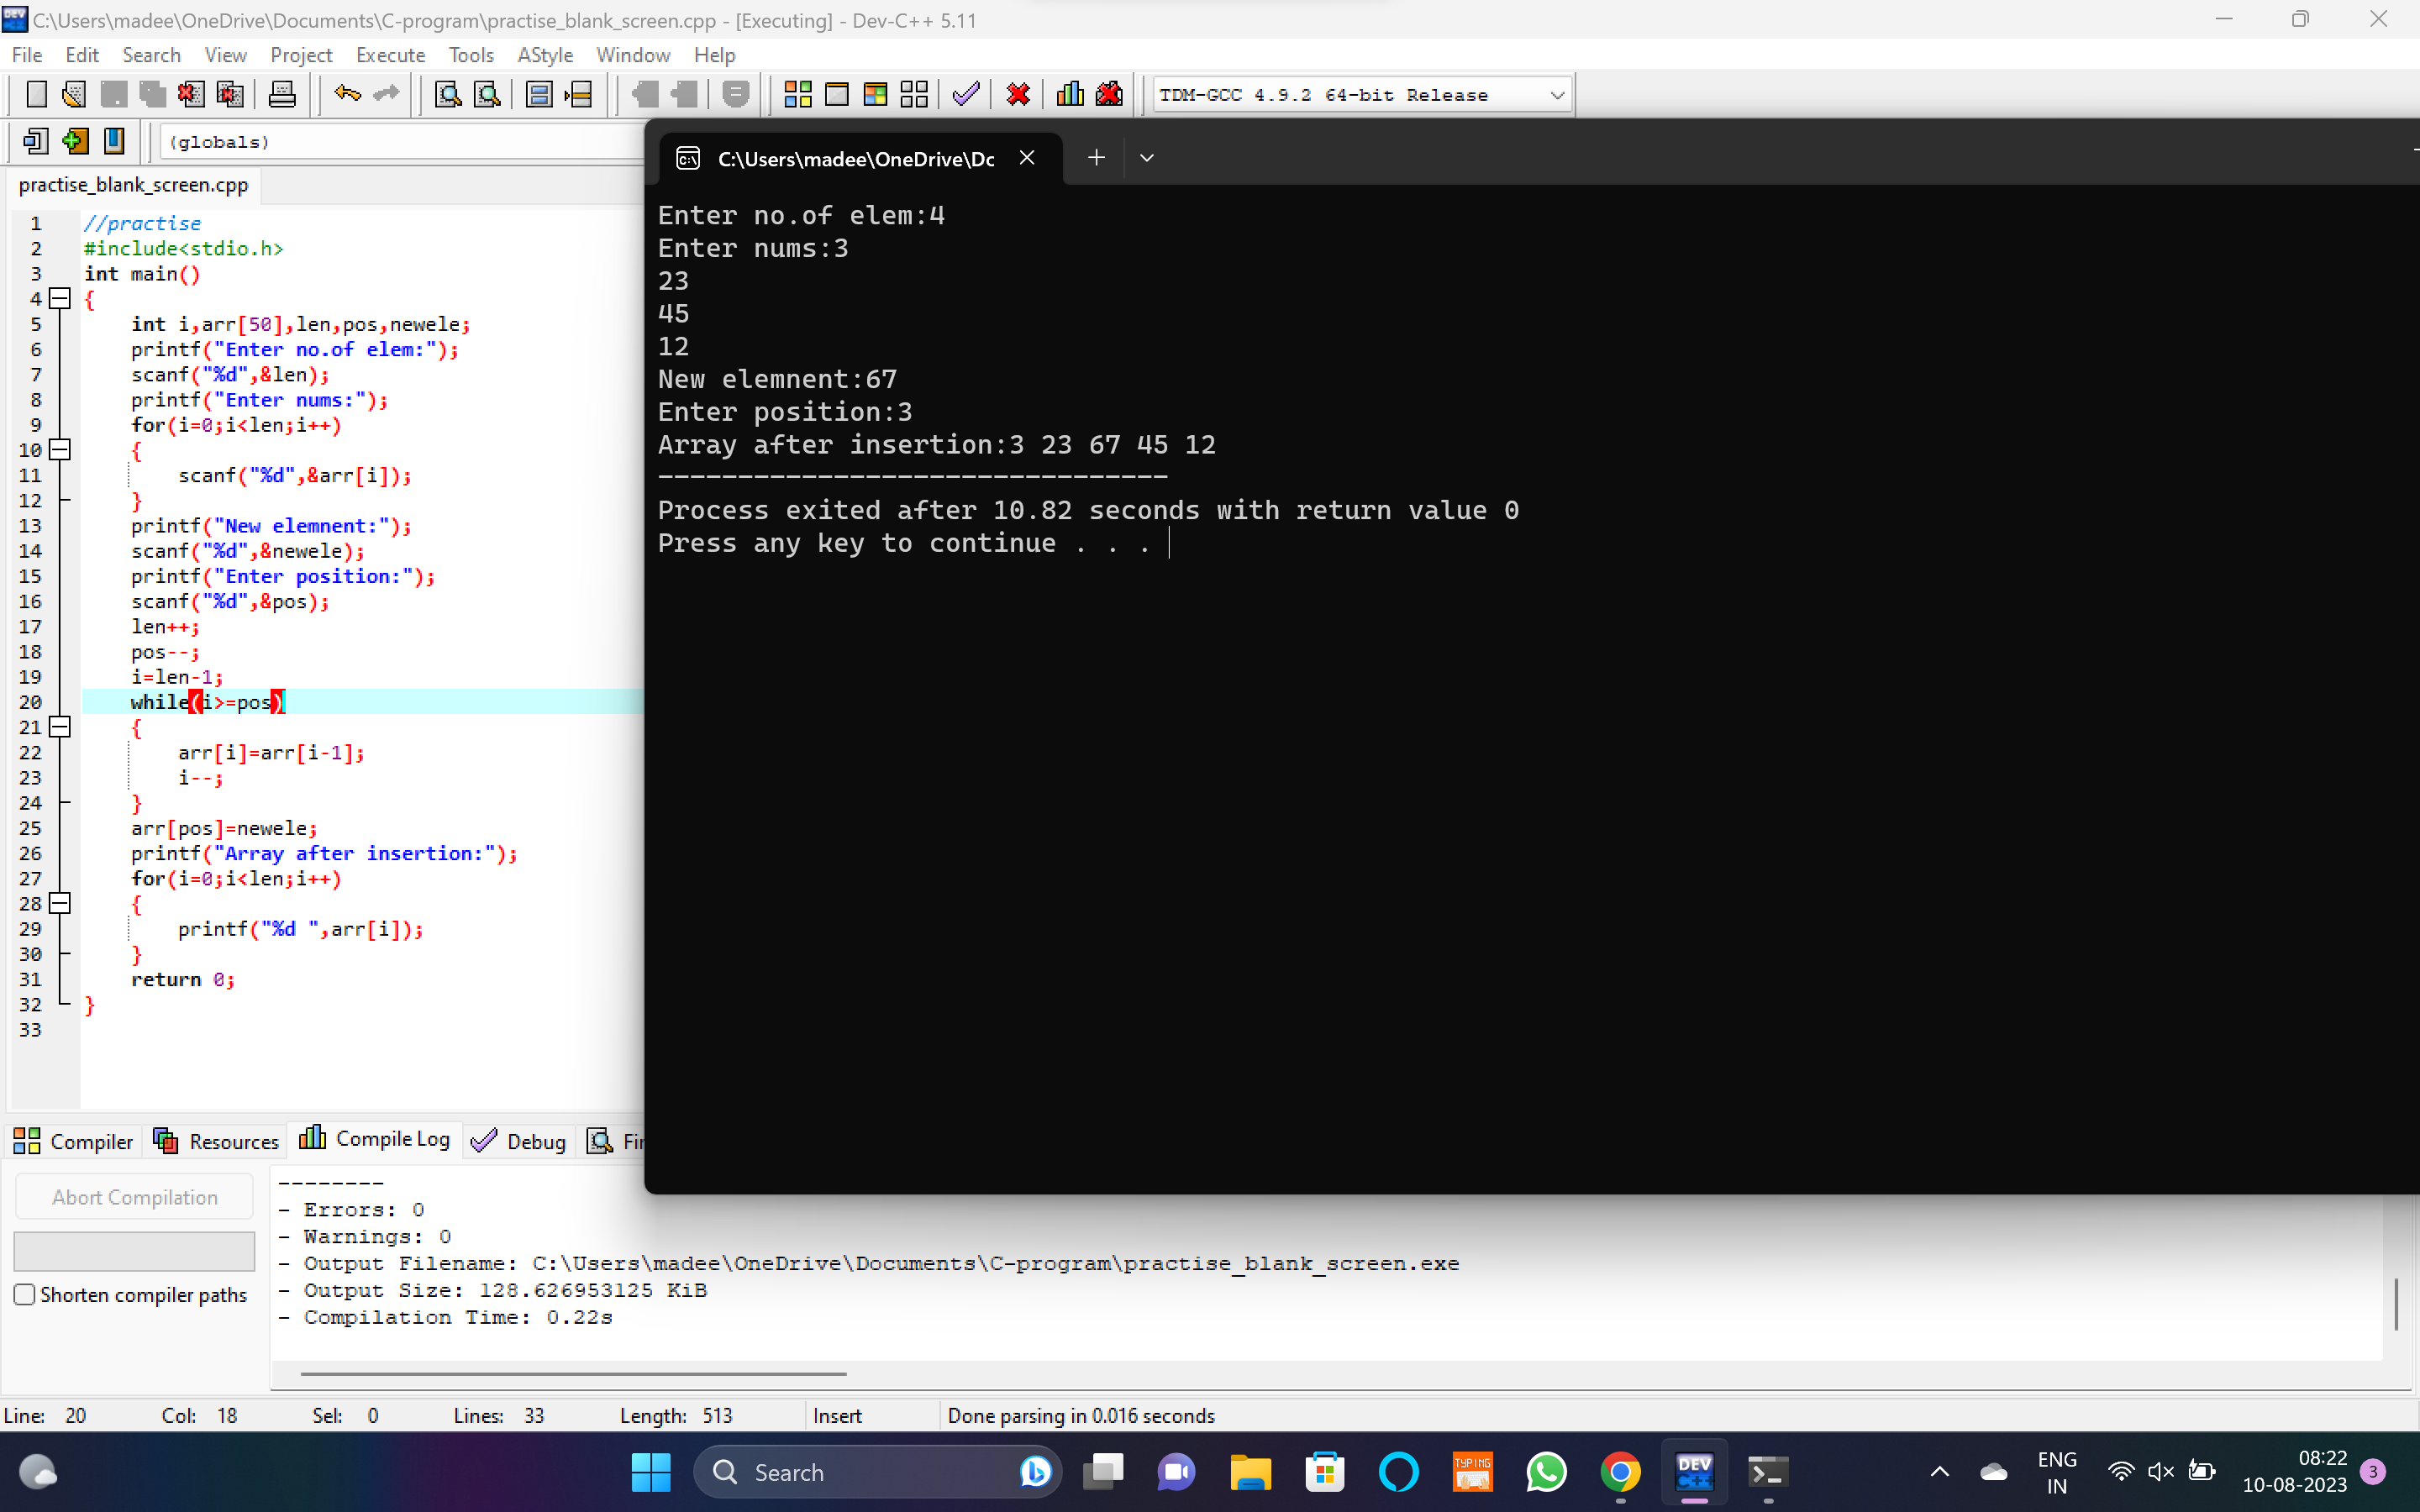 C:\Users\madee\OneDrive\Documents\C-program\practise_blank_screen.cpp - [Executing] - Dev-C++ 5.11
File Edit Search View Project Execute Tools AStyle Window Help
TDM-GCC 4.9.2 64-bit Release
(globals)
practise_blank_screen.cpp
1 //practise
2 #include<stdio.h>
3 int main()
4 {
5 int i,arr[50],len,pos,newele;
6 printf("Enter no.of elem:");
7 scanf("%d",&len);
8 printf("Enter nums:");
9 for(i=0;i<len;i++)
10 {
11 scanf("%d",&arr[i]);
12 }
13 printf("New elemnent:");
14 scanf("%d",&newele);
15 printf("Enter position:");
16 scanf("%d",&pos);
17 len++;
18 pos--;
19 i=len-1;
20 while(i>=pos)
21 {
22 arr[i]=arr[i-1];
23 i--;
24 }
25 arr[pos]=newele;
26 printf("Array after insertion:");
27 for(i=0;i<len;i++)
28 {
29 printf("%d ",arr[i]);
30 }
31 return 0;
32 }
33
C:\Users\madee\OneDrive\Dc
Enter no.of elem:4
Enter nums:3
23
45
12
New elemnent:67
Enter position:3
Array after insertion:3 23 67 45 12
--------------------------------
Process exited after 10.82 seconds with return value 0
Press any key to continue . . .
Compiler Resources Compile Log Debug Fir
Abort Compilation
Shorten compiler paths
--------
- Errors: 0
- Warnings: 0
- Output Filename: C:\Users\madee\OneDrive\Documents\C-program\practise_blank_screen.exe
- Output Size: 128.626953125 KiB
- Compilation Time: 0.22s
Line: 20 Col: 18 Sel: 0 Lines: 33 Length: 513 Insert Done parsing in 0.016 seconds
Search
TYPING
DEV C++
ENG
IN
08:22
10-08-2023
3